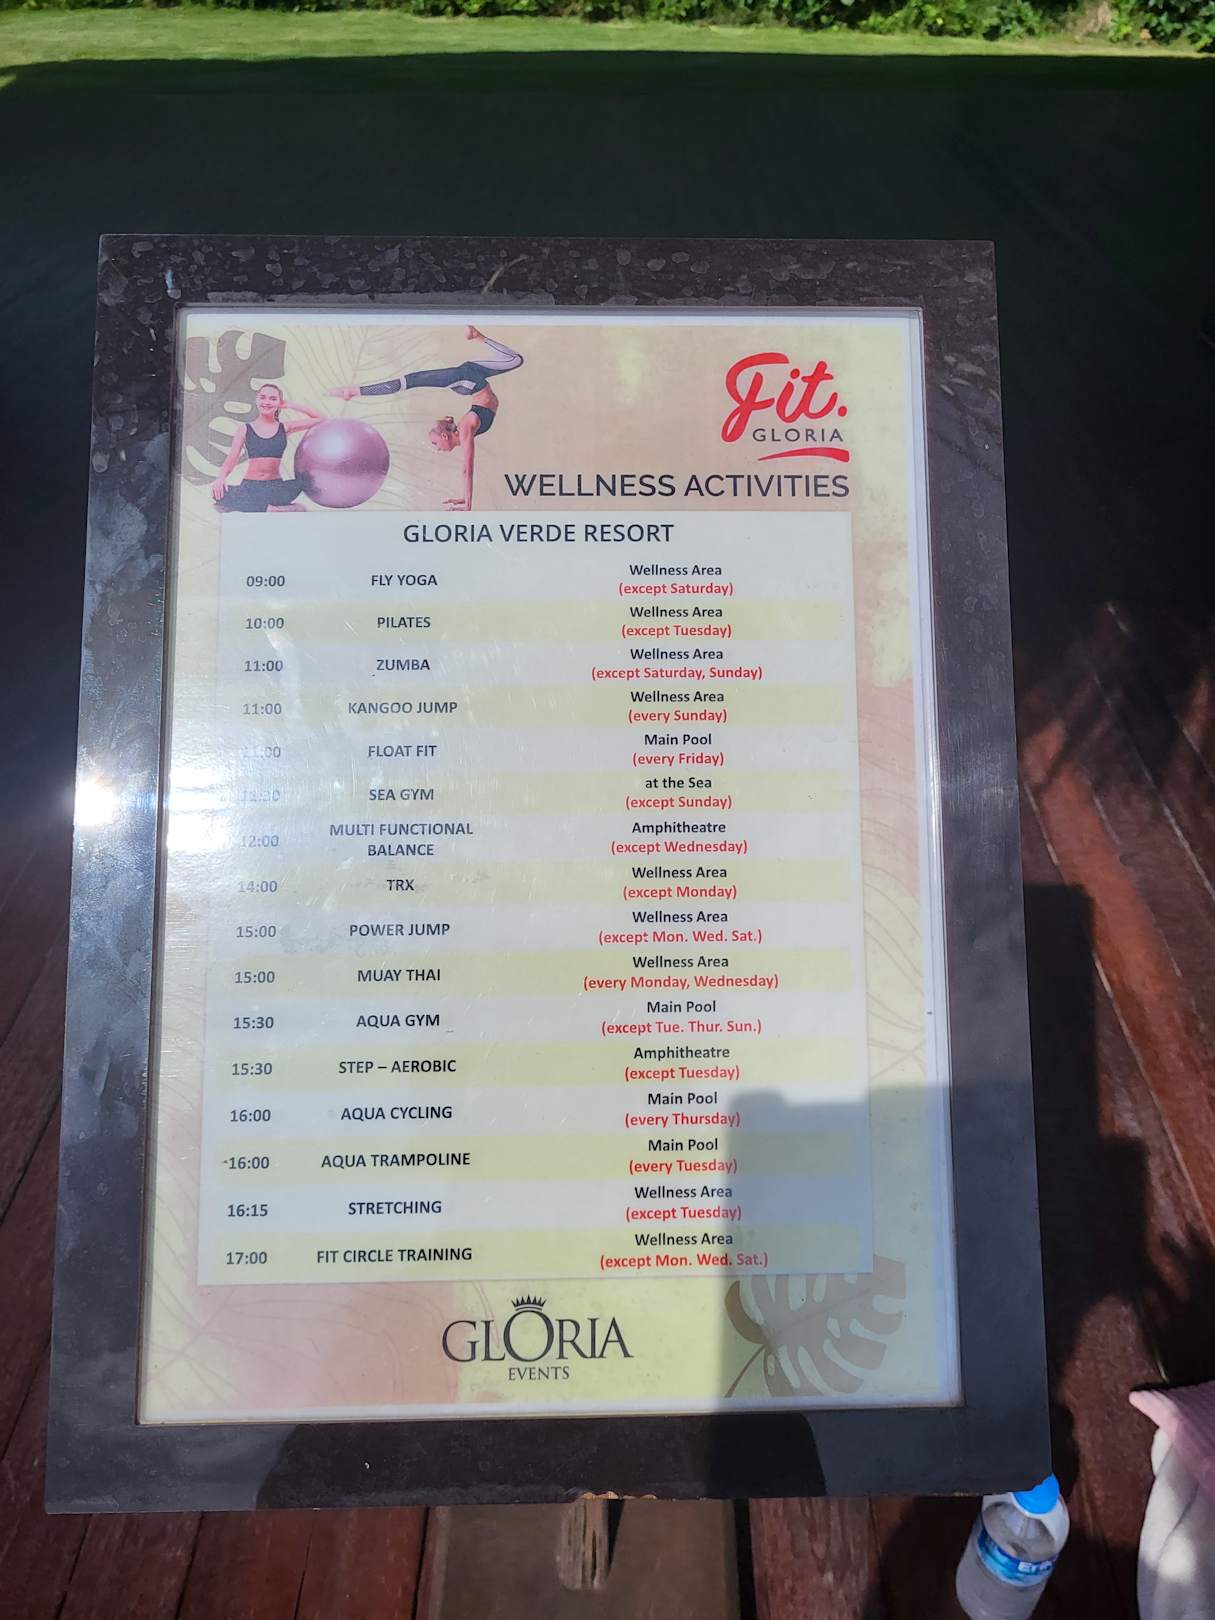 Fit.
GLORIA
WELLNESS ACTIVITIES
GLORIA VERDE RESORT
09:00 FLY YOGA Wellness Area
(except Saturday)
10:00 PILATES Wellness Area
(except Tuesday)
11:00 ZUMBA Wellness Area
(except Saturday, Sunday)
11:00 KANGOO JUMP Wellness Area
(every Sunday)
FLOAT FIT Main Pool
(every Friday)
SEA GYM at the Sea
(except Sunday)
12:00 MULTI FUNCTIONAL
BALANCE Amphitheatre
(except Wednesday)
14:00 TRX Wellness Area
(except Monday)
15:00 POWER JUMP Wellness Area
(except Mon. Wed. Sat.)
15:00 MUAY THAI Wellness Area
(every Monday, Wednesday)
15:30 AQUA GYM Main Pool
(except Tue. Thur. Sun.)
15:30 STEP – AEROBIC Amphitheatre
(except Tuesday)
16:00 AQUA CYCLING Main Pool
(every Thursday)
16:00 AQUA TRAMPOLINE Main Pool
(every Tuesday)
16:15 STRETCHING Wellness Area
(except Tuesday)
17:00 FIT CIRCLE TRAINING Wellness Area
(except Mon. Wed. Sat.)
GLORIA
EVENTS